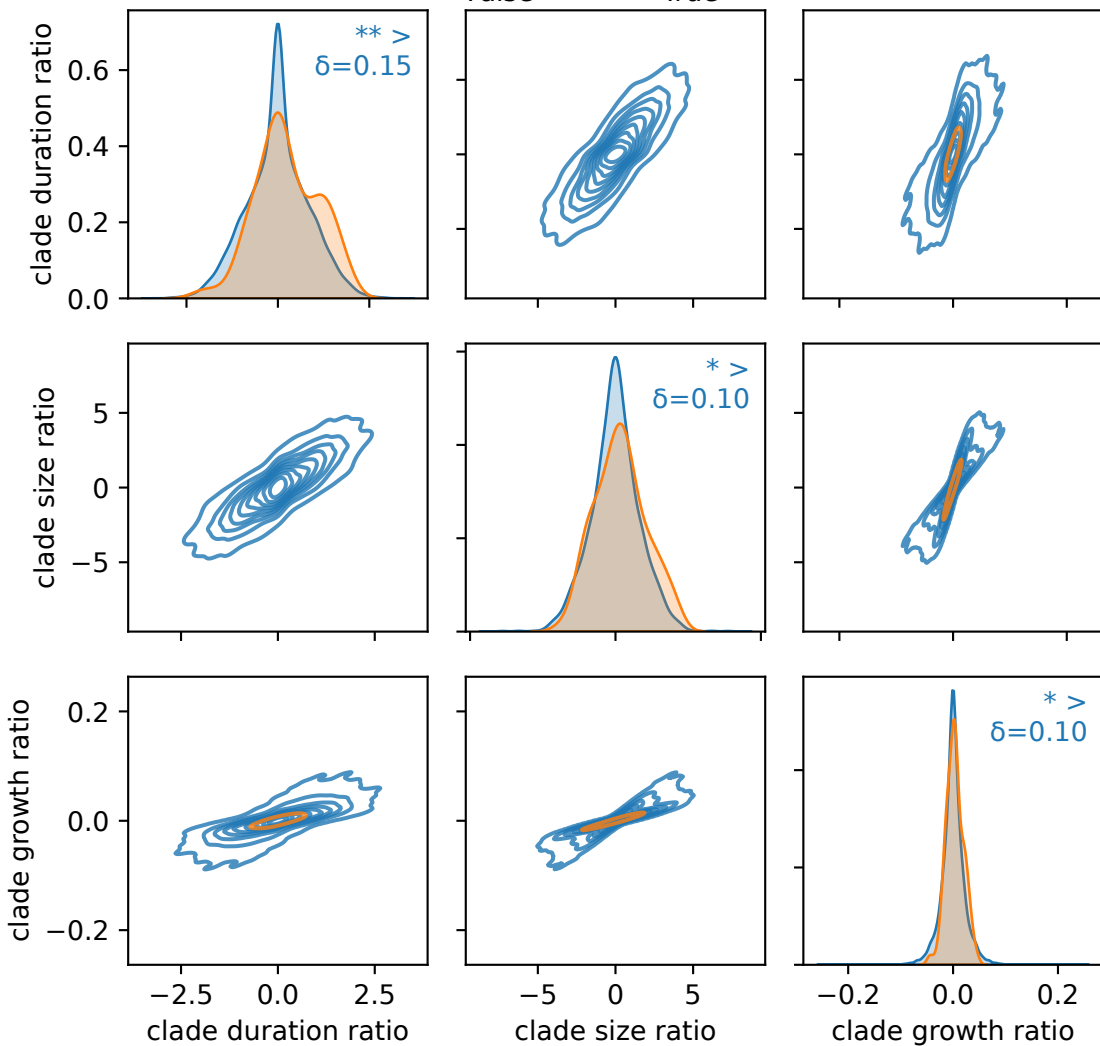 clade duration ratio
0.6
0.4
0.2
0.0
** >
δ=0.15
clade size ratio
5
0
−5
* >
δ=0.10
clade growth ratio
0.2
0.0
−0.2
* >
δ=0.10
−2.5 0.0 2.5
−5 0 5
−0.2 0.0 0.2
clade duration ratio
clade size ratio
clade growth ratio